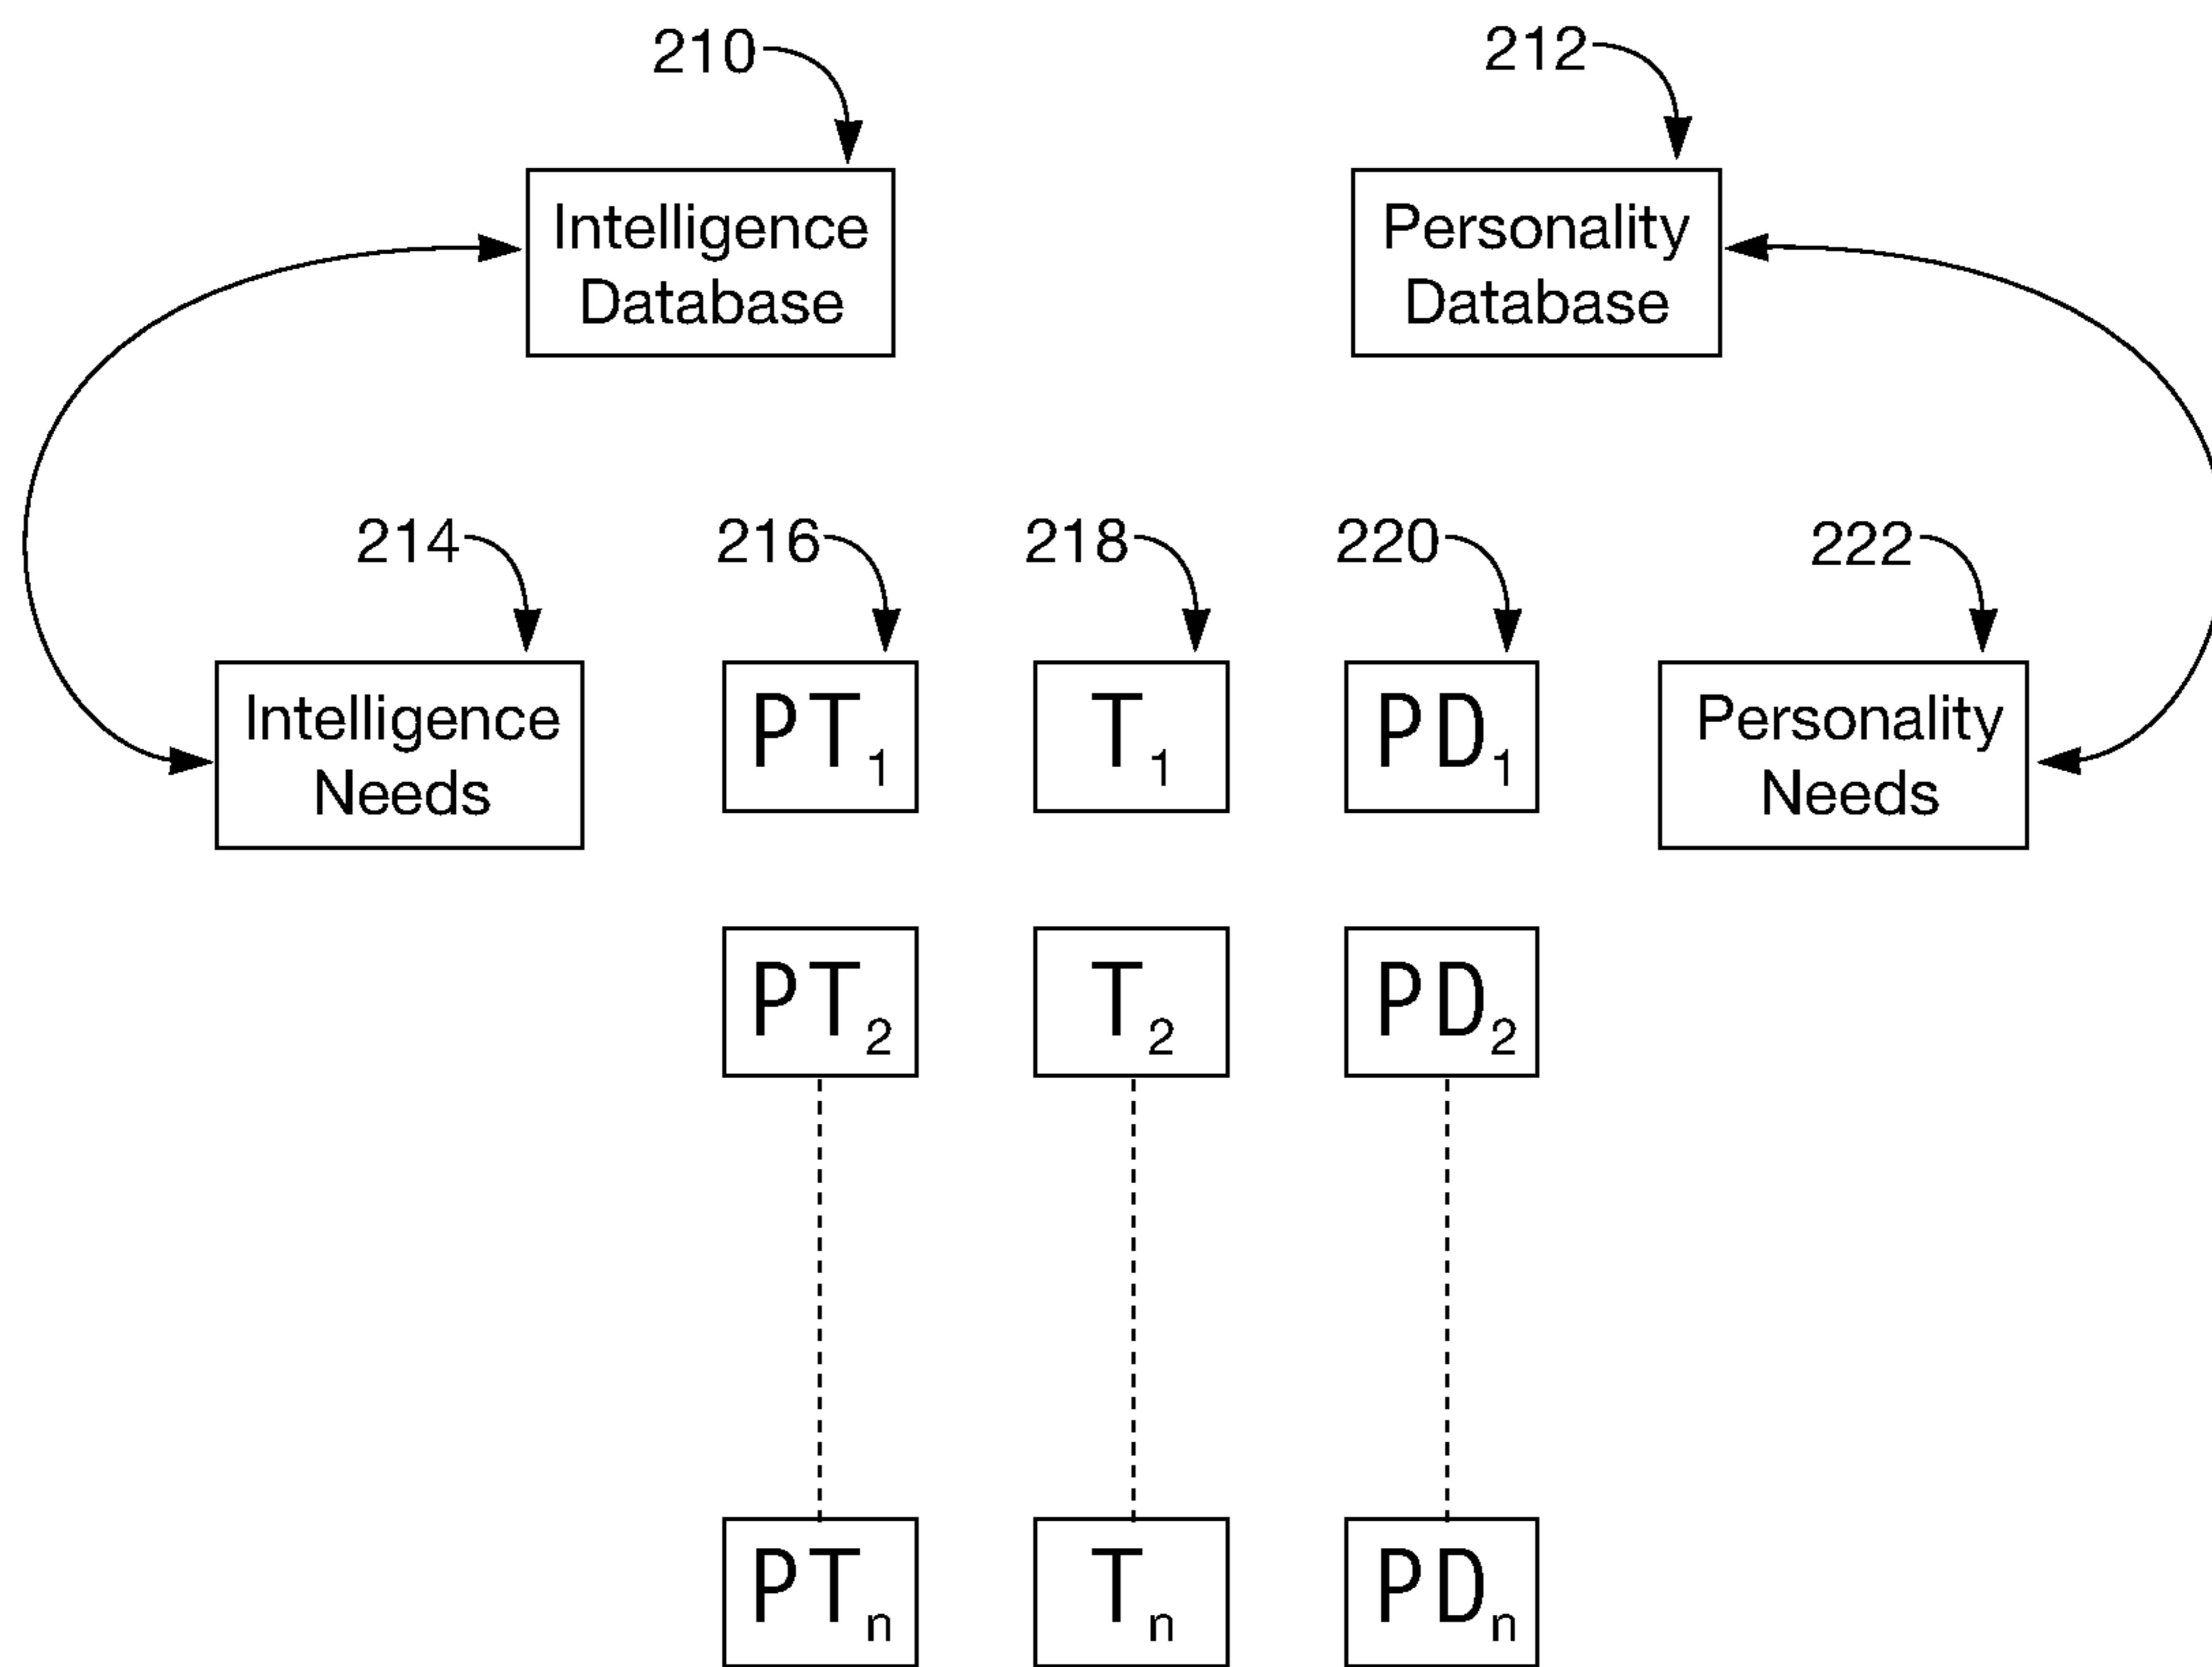 210
212
Intelligence
Database
Personality
Database
214
216
218
220
222
Intelligence
Needs
PT₁
T₁
PD₁
Personality
Needs
PT₂
T₂
PD₂
PTₙ
Tₙ
PDₙ